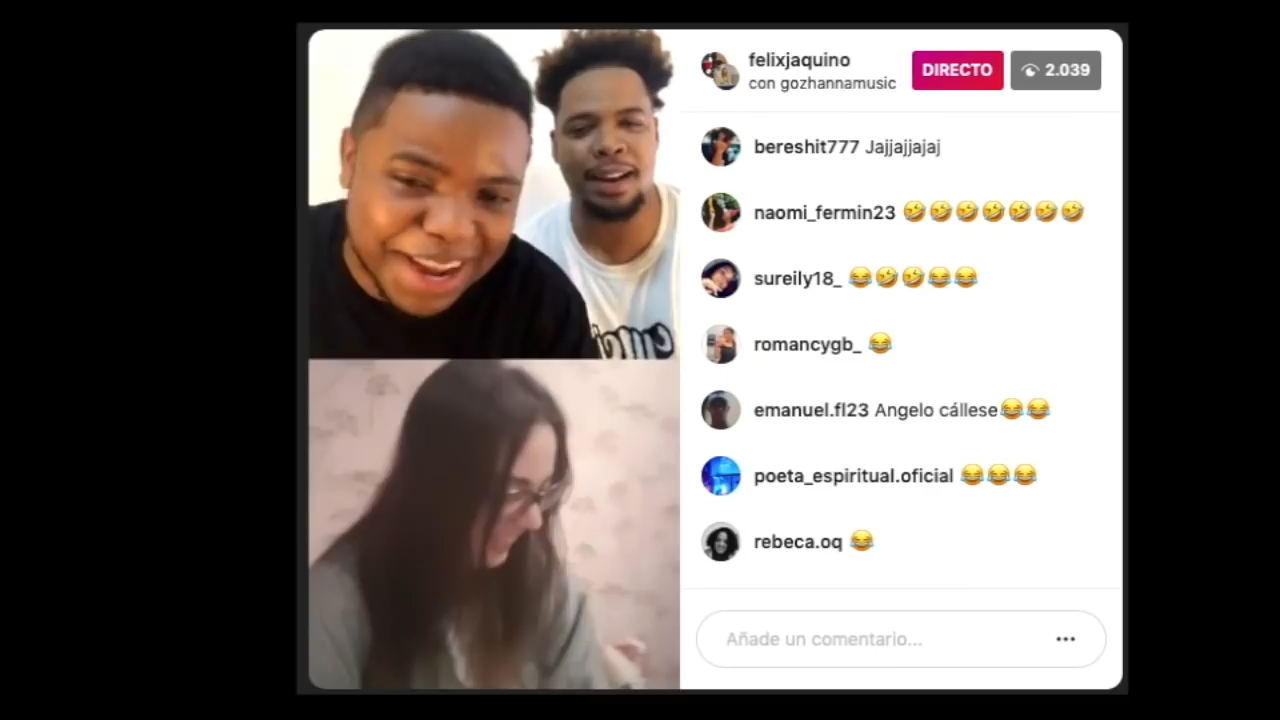 felixjaquino
con gozhannamusic
DIRECTO
2.039
bereshit777 Jajjajjajaj
naomi_fermin23 🤣🤣🤣🤣🤣🤣🤣
sureily18_ 😂🤣🤣😂😂
romancygb_ 😂
emanuel.fl23 Angelo cállese😂😂
poeta_espiritual.oficial 😂😂😂
rebeca.oq 😂
Añade un comentario...